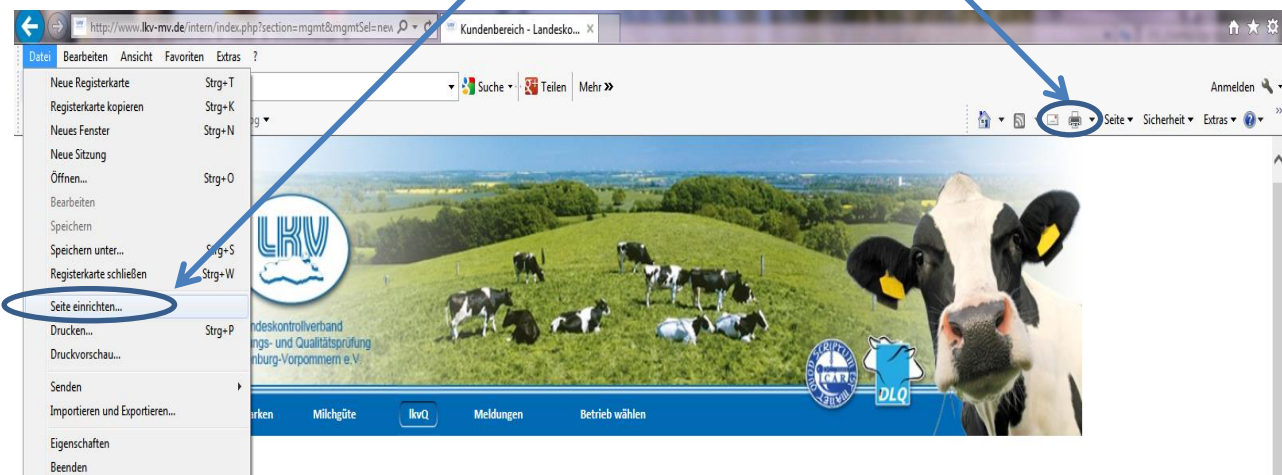 http://www.lkv-mv.de/intern/index.php?section=mgmt&mgmtSel=new
Kundenbereich - Landesko...
Datei Bearbeiten Ansicht Favoriten Extras ?
Suche Teilen Mehr
Anmelden
Seite Sicherheit Extras
Neue Registerkarte Strg+T
Registerkarte kopieren Strg+K
Neues Fenster Strg+N
Neue Sitzung
Öffnen... Strg+O
Bearbeiten
Speichern
Speichern unter... Strg+S
Registerkarte schließen Strg+W
Seite einrichten...
Drucken... Strg+P
Druckvorschau...
Senden
Importieren und Exportieren...
Eigenschaften
Beenden
LKV
ndeskontrollverband
ngs- und Qualitätsprüfung
nburg-Vorpommern e.V.
ICAR
DLQ
rken Milchgüte lkvQ Meldungen Betrieb wählen